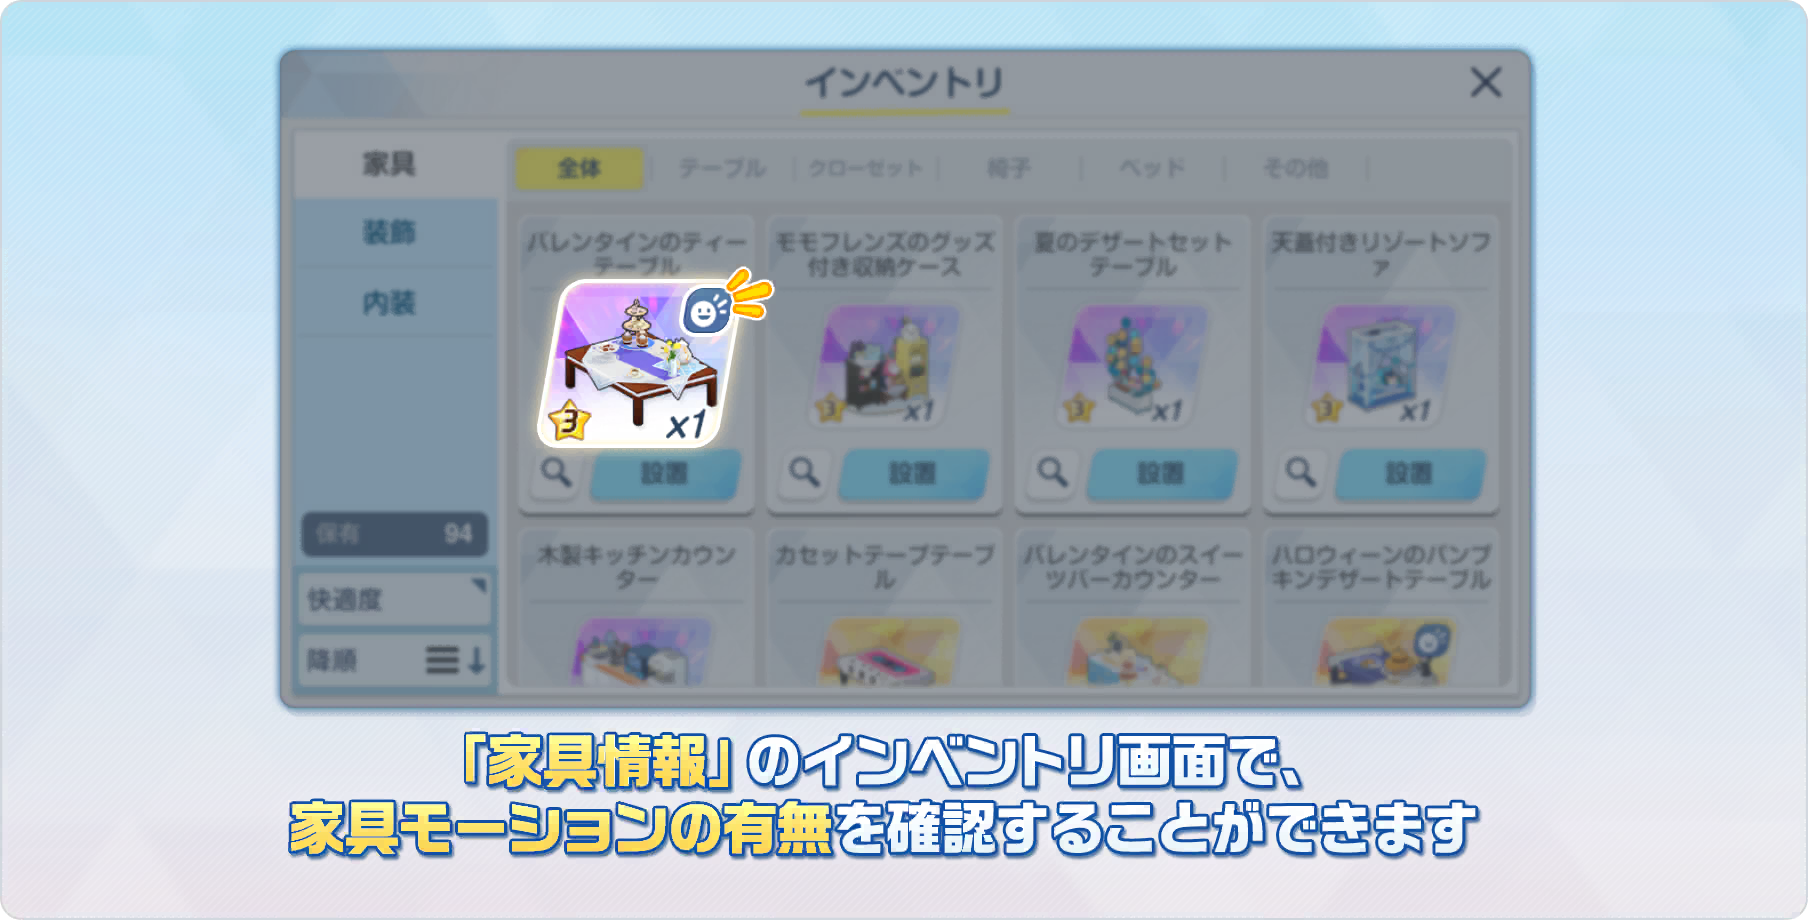 インベントリ
家具
装飾
内装
保有 94
快適度
降順
全体 テーブル クローゼット 椅子 ベッド その他
バレンタインのティー
テーブル
3 x1
設置
モモフレンズのグッズ
付き収納ケース
3 x1
設置
夏のデザートセット
テーブル
3 x1
設置
天蓋付きリゾートソフ
ァ
3 x1
設置
木製キッチンカウン
ター
カセットテープテーブ
ル
バレンタインのスイー
ツバーカウンター
ハロウィーンのパンプ
キンデザートテーブル
「家具情報」のインベントリ画面で、
家具モーションの有無を確認することができます